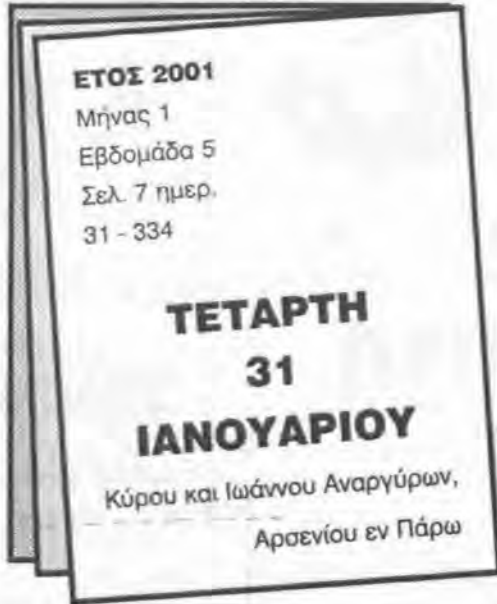 ΕΤΟΣ 2001
Μήνας 1
Εβδομάδα 5
Σελ. 7 ημερ.
31 - 334
ΤΕΤΑΡΤΗ
31
ΙΑΝΟΥΑΡΙΟΥ
Κύρου και Ιωάννου Αναργύρων,
Αρσενίου εν Πάρω